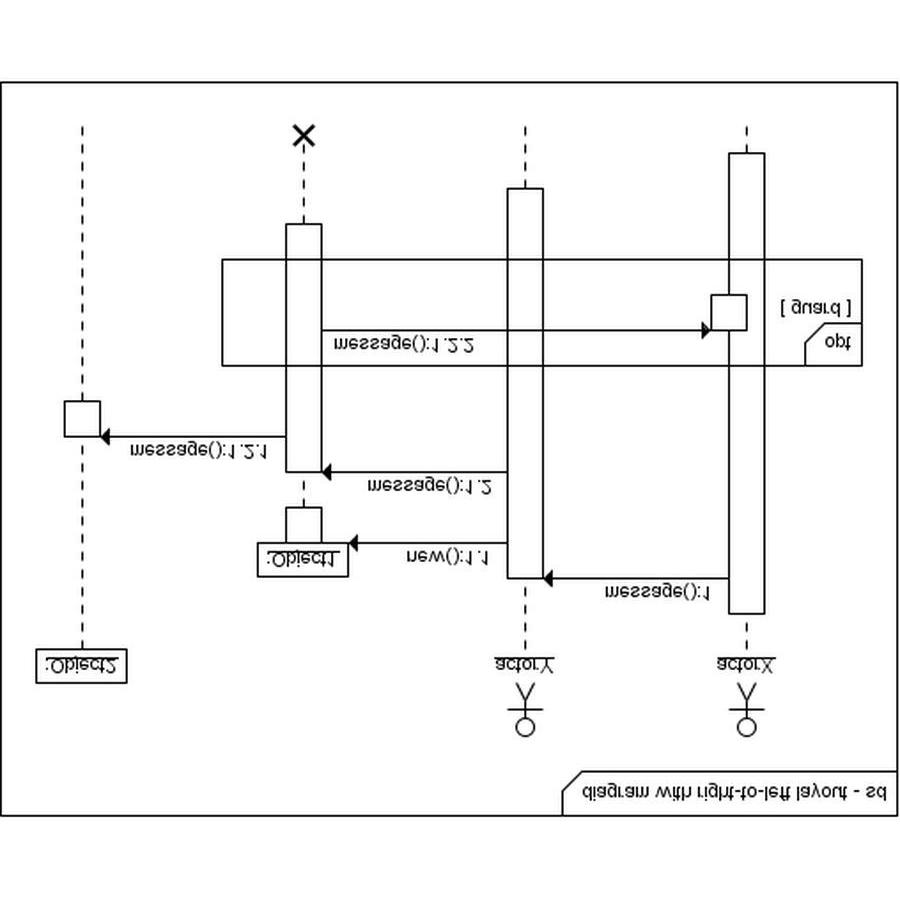 diagram with right-to-left layout - sd
:Object2
actorY
actorX
message():1
:Object1
new():1.1
message():1.2
message():1.2.1
message():1.2.2
opt
[ guard ]